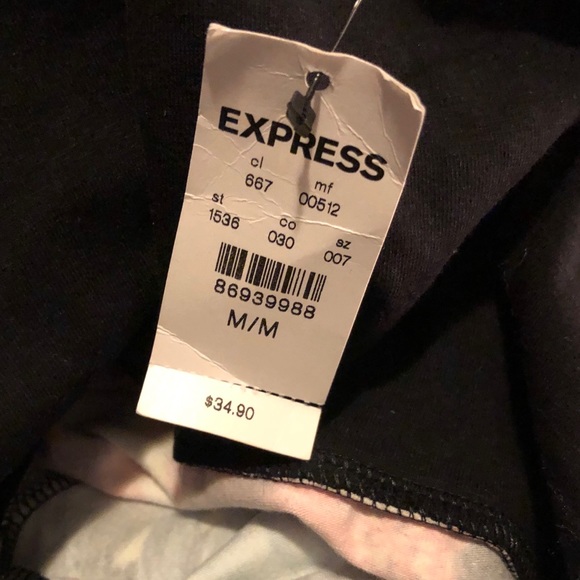 EXPRESS
cl mf
667 00512
st co sz
1536 030 007
86939988
M/M
$34.90